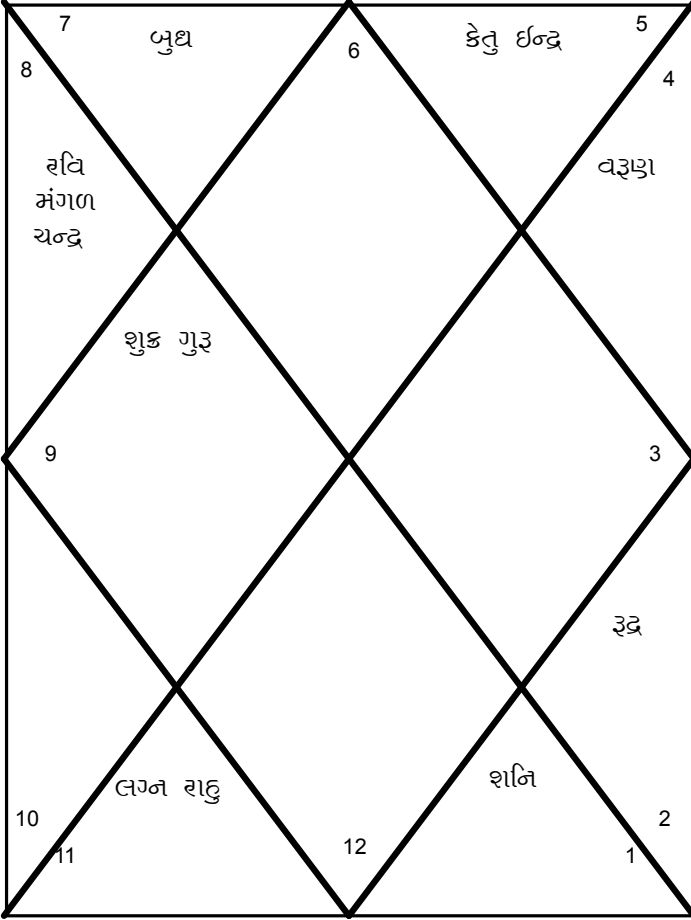 7 બુધ 6 કેતુ ઈન્દ્ર 5
8 4
રવિ
મંગળ
ચન્દ્ર
વરૂણ
શુક્ર ગુરૂ
9 3
રૂદ્ર
લગ્ન રાહુ શનિ
10 12 2
11 1